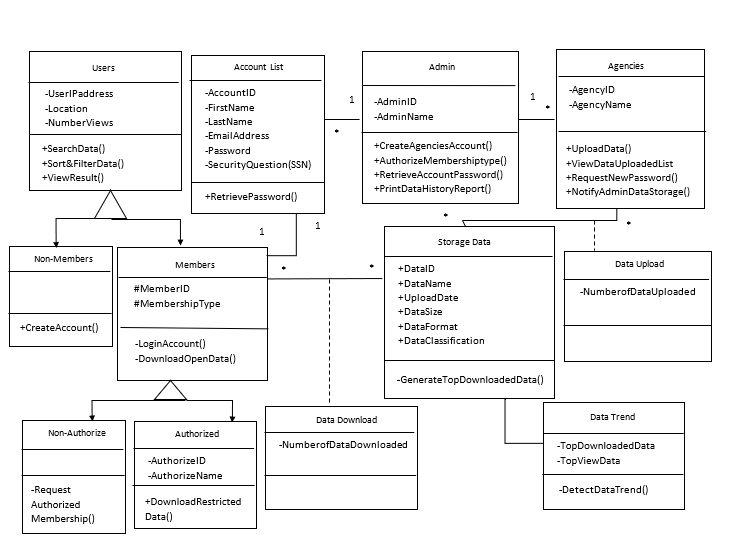 Users
-UserIPaddress
-Location
-NumberViews
+SearchData()
+Sort&FilterData()
+ViewResult()
Account List
-AccountID
-FirstName
-LastName
-EmailAddress
-Password
-SecurityQuestion(SSN)
+RetrievePassword()
1
*
Admin
-AdminID
-AdminName
+CreateAgenciesAccount()
+AuthorizeMembershiptype()
+RetrieveAccountPassword()
+PrintDataHistoryReport()
1
*
Agencies
-AgencyID
-AgencyName
+UploadData()
+ViewDataUploadedList
+RequestNewPassword()
+NotifyAdminDataStorage()
1
1
*
*
Non-Members
+CreateAccount()
Members
#MemberID
#MembershipType
-LoginAccount()
-DownloadOpenData()
*
*
Storage Data
+DataID
+DataName
+UploadDate
+DataSize
+DataFormat
+DataClassification
-GenerateTopDownloadedData()
Data Upload
-NumberofDataUploaded
Non-Authorize
-Request
Authorized
Membership()
Authorized
-AuthorizeID
-AuthorizeName
+DownloadRestricted
Data()
Data Download
-NumberofDataDownloaded
Data Trend
-TopDownloadedData
-TopViewData
-DetectDataTrend()